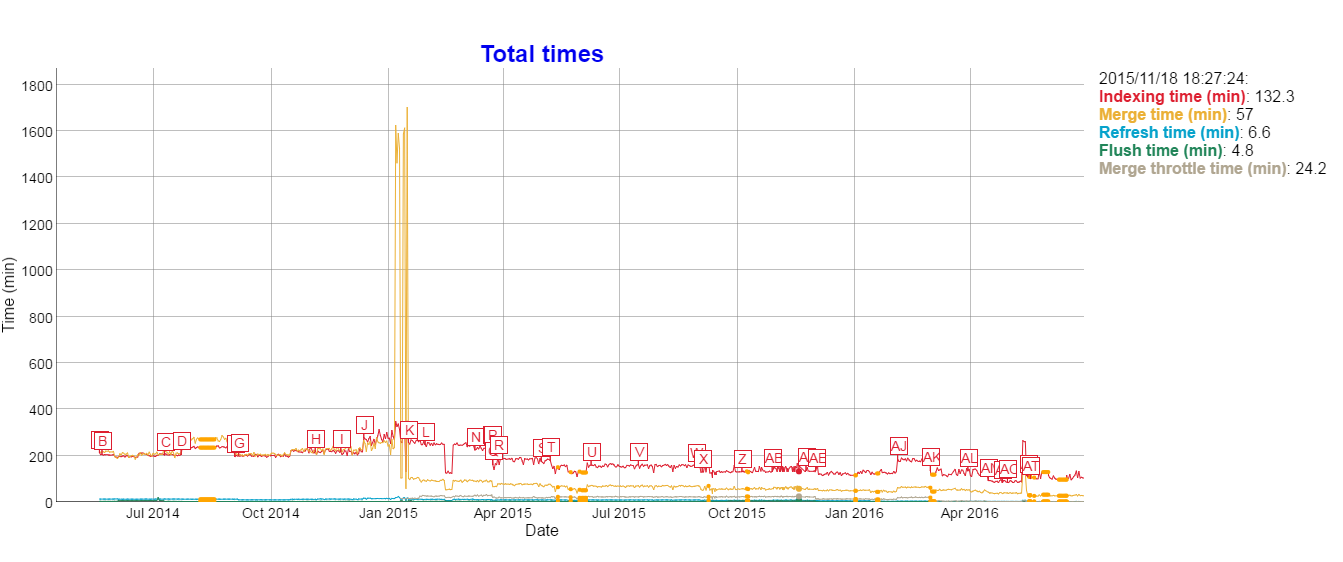 Total times
2015/11/18 18:27:24:
Indexing time (min): 132.3
Merge time (min): 57
Refresh time (min): 6.6
Flush time (min): 4.8
Merge throttle time (min): 24.2
Time (min)
1800
1600
1400
1200
1000
800
600
400
200
0
B
C
D
G
H
I
J
K
L
N
R
T
U
V
X
Z
AJ
AK
AL
AT
Jul 2014
Oct 2014
Jan 2015
Apr 2015
Jul 2015
Oct 2015
Jan 2016
Apr 2016
Date